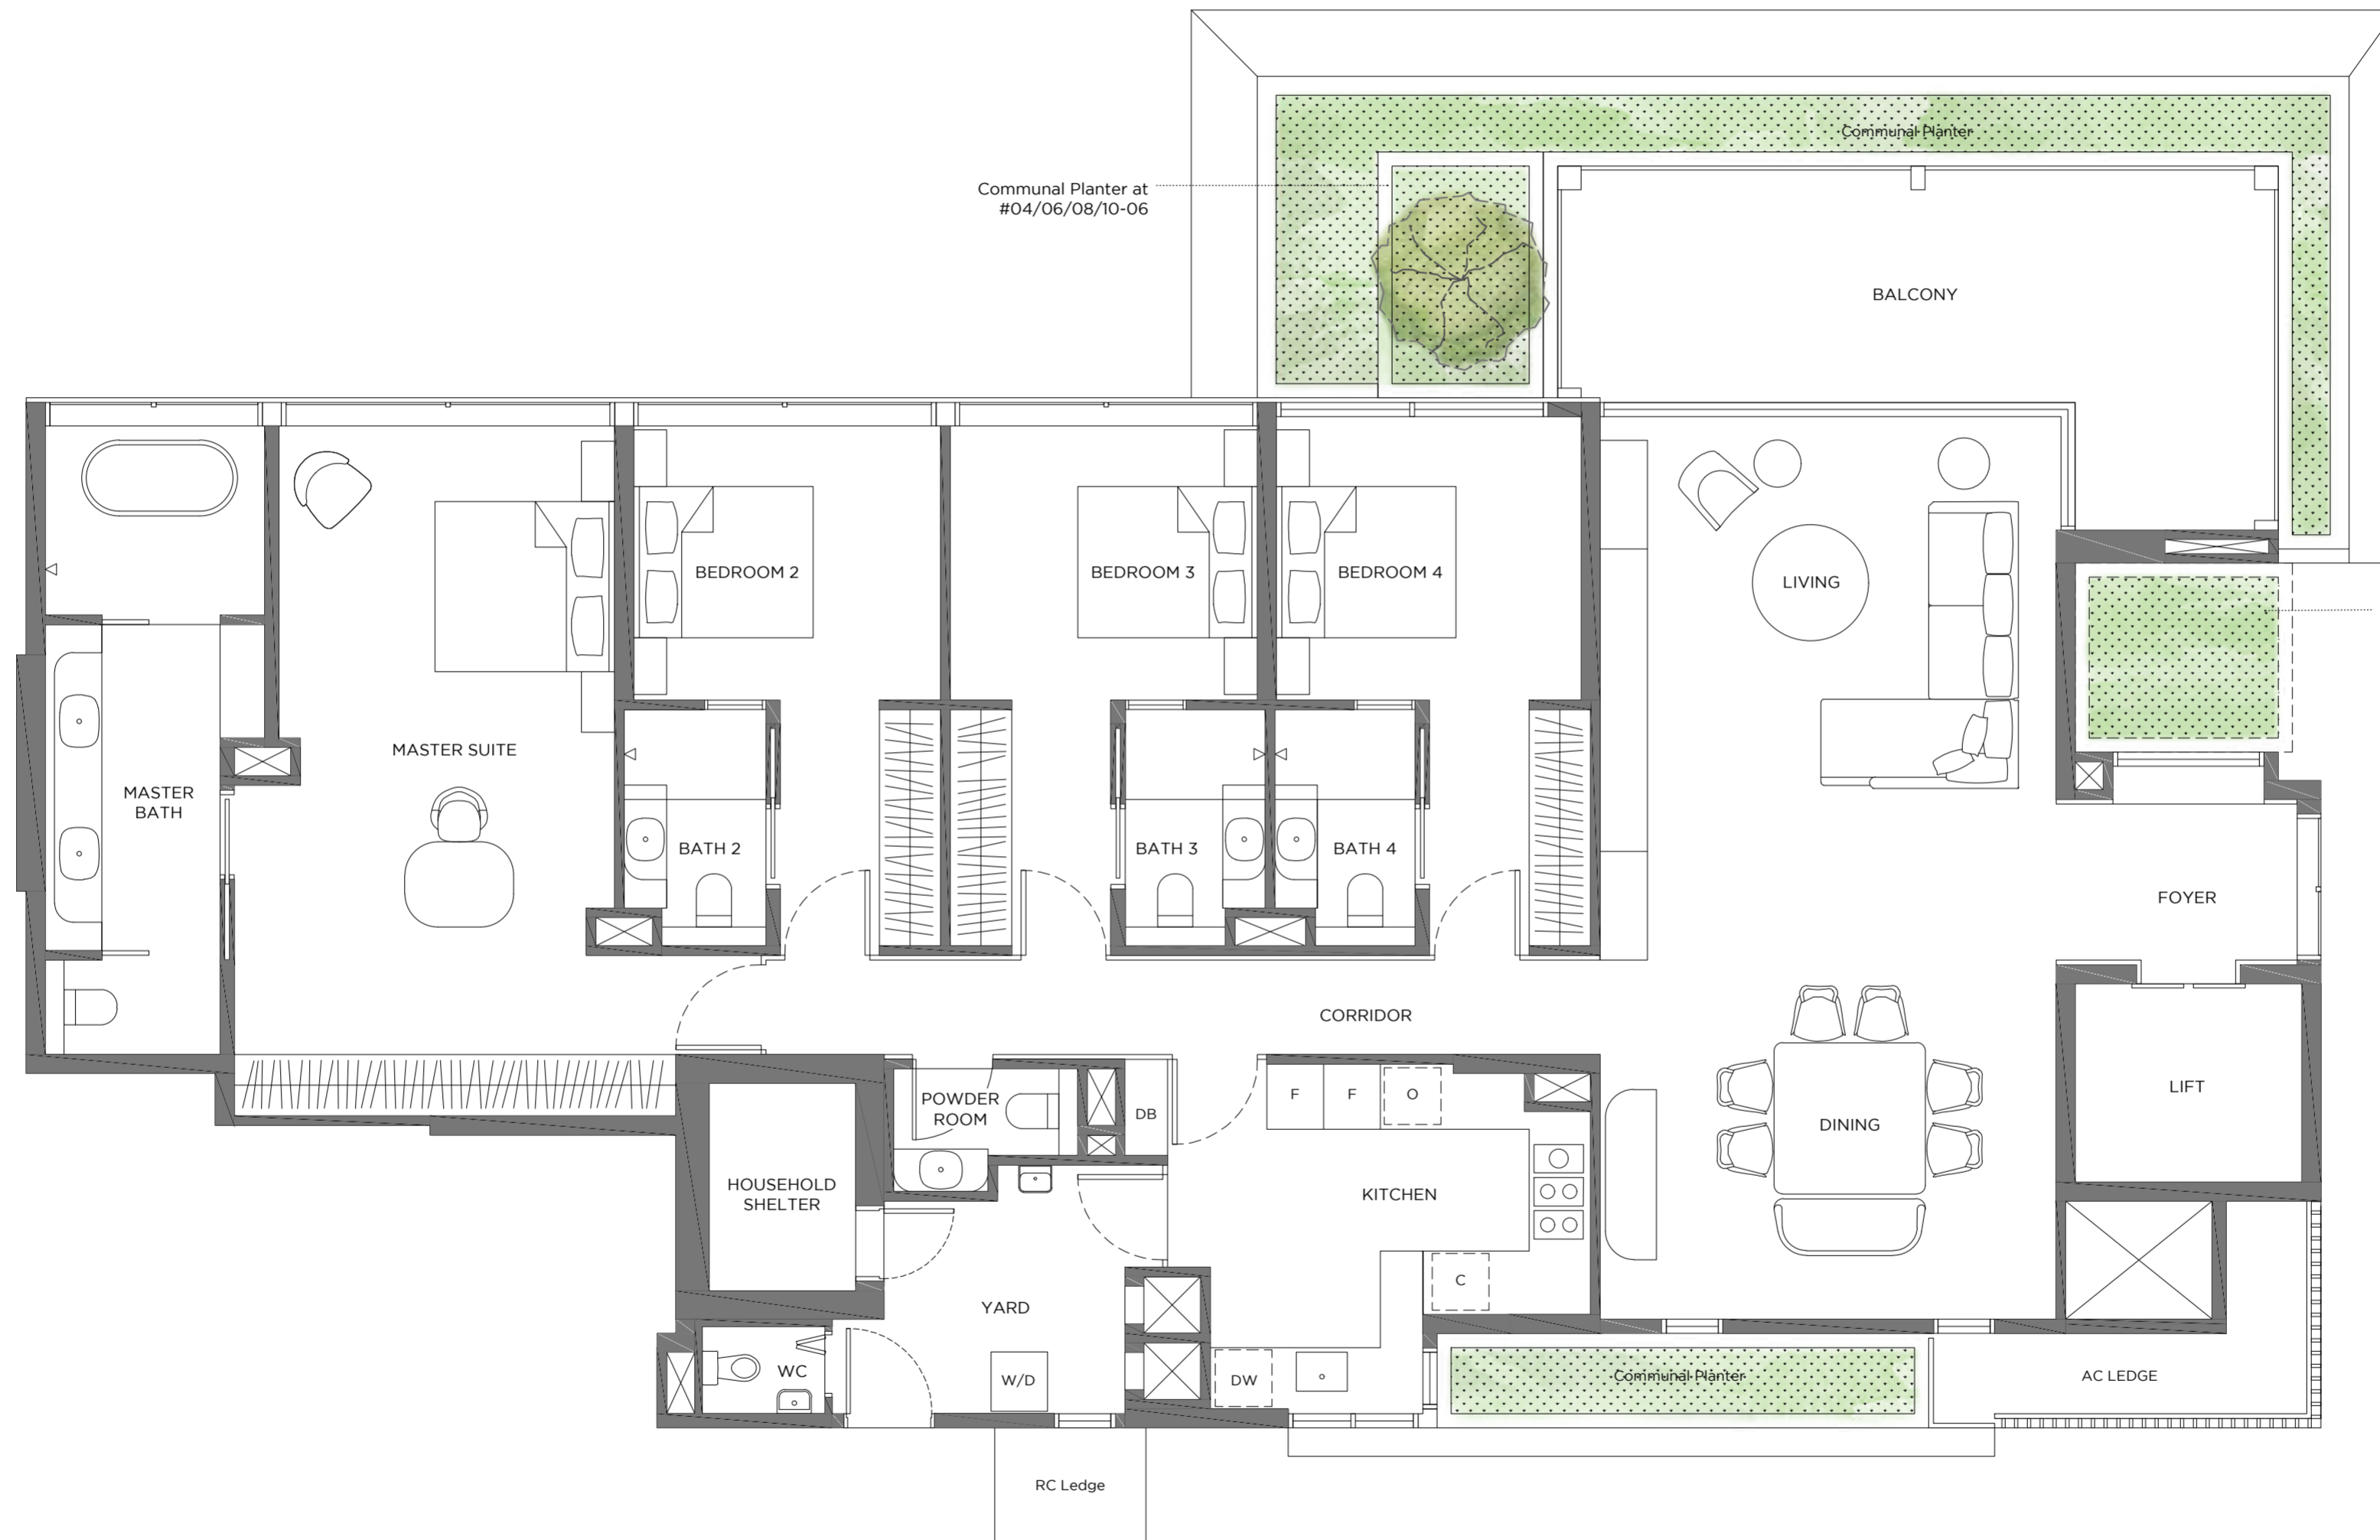 Communal Planter
Communal Planter at
#04/06/08/10-06
BALCONY
BEDROOM 2
BEDROOM 3
BEDROOM 4
LIVING
MASTER SUITE
MASTER
BATH
BATH 2
BATH 3
BATH 4
FOYER
CORRIDOR
LIFT
POWDER
ROOM
DB
F
F
O
DINING
HOUSEHOLD
SHELTER
KITCHEN
C
YARD
WC
W/D
DW
Communal Planter
AC LEDGE
RC Ledge